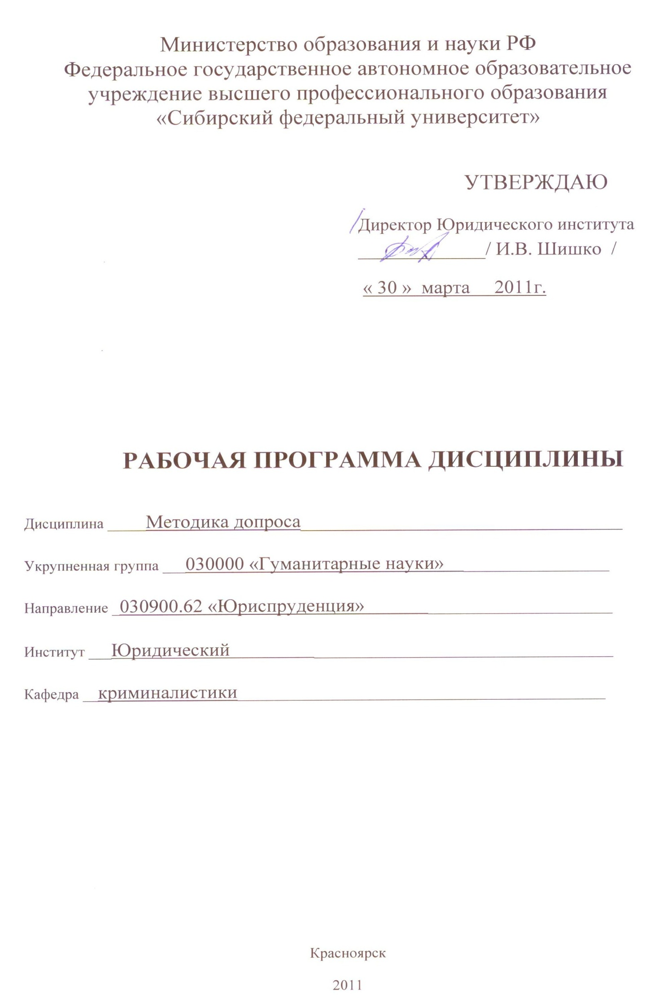 Министерство образования и науки РФ
Федеральное государственное автономное образовательное
учреждение высшего профессионального образования
«Сибирский федеральный университет»
УТВЕРЖДАЮ
Директор Юридического института
/ И.В. Шишко /
« 30 » марта 2011г.
РАБОЧАЯ ПРОГРАММА ДИСЦИПЛИНЫ
Дисциплина Методика допроса
Укрупненная группа 030000 «Гуманитарные науки»
Направление 030900.62 «Юриспруденция»
Институт Юридический
Кафедра криминалистики
Красноярск
2011